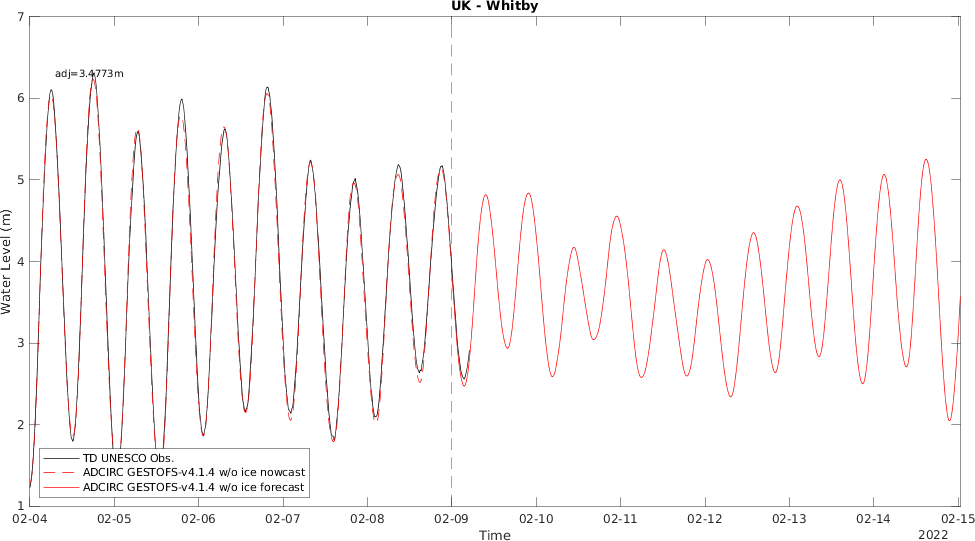 UK - Whitby
7
adj=3.4773m
6
5
4
3
2
1
Water Level (m)
TD UNESCO Obs.
ADCIRC GESTOFS-v4.1.4 w/o ice nowcast
ADCIRC GESTOFS-v4.1.4 w/o ice forecast
02-04 02-05 02-06 02-07 02-08 02-09 02-10 02-11 02-12 02-13 02-14 02-15
Time
2022